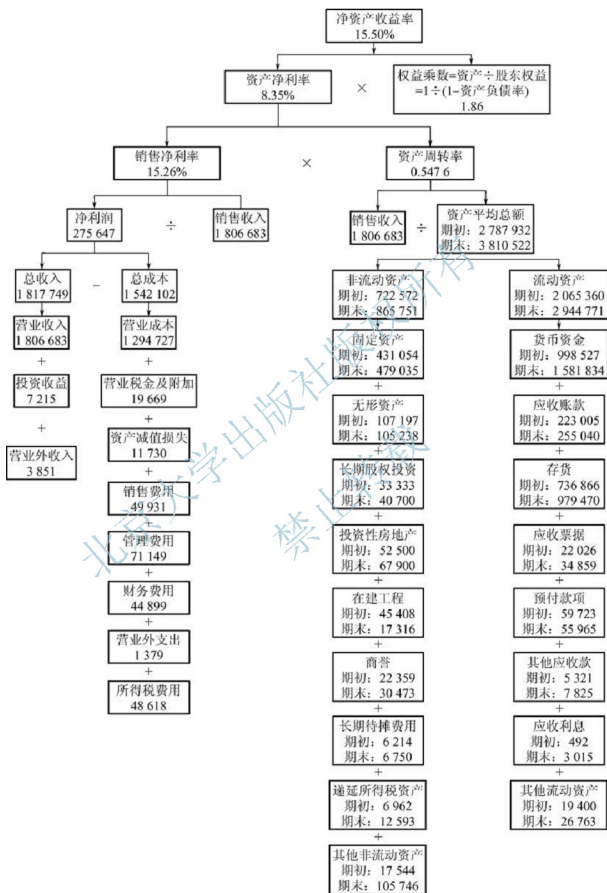 净资产收益率
15.50%
资产净利率
8.35%
×
权益乘数=资产÷股东权益
=1÷(1-资产负债率)
1.86
销售净利率
15.26%
×
资产周转率
0.547 6
净利润
275 647
÷
销售收入
1 806 683
销售收入
1 806 683
÷
资产平均总额
期初：2 787 932
期末：3 810 522
总收入
1 817 749
-
总成本
1 542 102
营业收入
1 806 683
+
投资收益
7 215
+
营业外收入
3 851
营业成本
1 294 727
+
营业税金及附加
19 669
+
资产减值损失
11 730
+
销售费用
49 931
+
管理费用
71 149
+
财务费用
44 899
+
营业外支出
1 379
+
所得税费用
48 618
非流动资产
期初：722 572
期末：865 751
固定资产
期初：431 054
期末：479 035
+
无形资产
期初：107 197
期末：105 238
+
长期股权投资
期初：33 333
期末：40 700
+
投资性房地产
期初：52 500
期末：67 900
+
在建工程
期初：45 408
期末：17 316
+
商誉
期初：22 359
期末：30 473
+
长期待摊费用
期初：6 214
期末：6 750
+
递延所得税资产
期初：6 962
期末：12 593
+
其他非流动资产
期初：17 544
期末：105 746
流动资产
期初：2 065 360
期末：2 944 771
货币资金
期初：998 527
期末：1 581 834
+
应收账款
期初：223 005
期末：255 040
+
存货
期初：736 866
期末：979 470
+
应收票据
期初：22 026
期末：34 859
+
预付款项
期初：59 723
期末：55 965
+
其他应收款
期初：5 321
期末：7 825
+
应收利息
期初：492
期末：3 015
+
其他流动资产
期初：19 400
期末：26 763
北京大学出版社版权所有
禁止转载